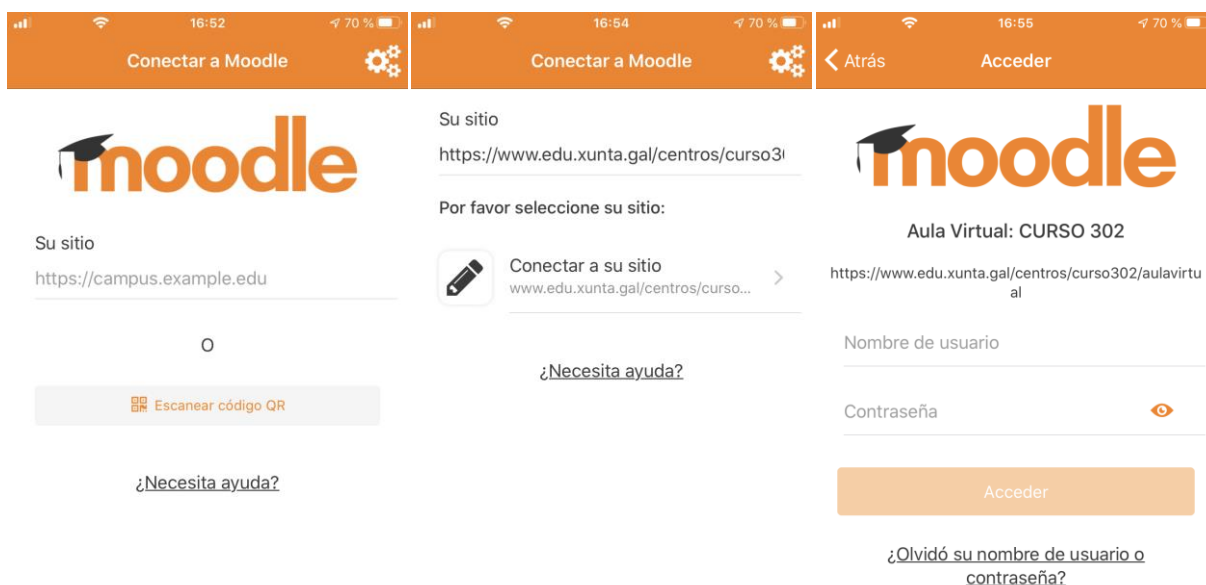 16:52
70 %
Conectar a Moodle
moodle
Su sitio
https://campus.example.edu
O
Escanear código QR
¿Necesita ayuda?
16:54
70 %
Conectar a Moodle
Su sitio
https://www.edu.xunta.gal/centros/curso3
Por favor seleccione su sitio:
Conectar a su sitio
www.edu.xunta.gal/centros/curso...
¿Necesita ayuda?
16:55
70 %
Atrás
Acceder
moodle
Aula Virtual: CURSO 302
https://www.edu.xunta.gal/centros/curso302/aulavirtu
al
Nombre de usuario
Contraseña
Acceder
¿Olvidó su nombre de usuario o
contraseña?